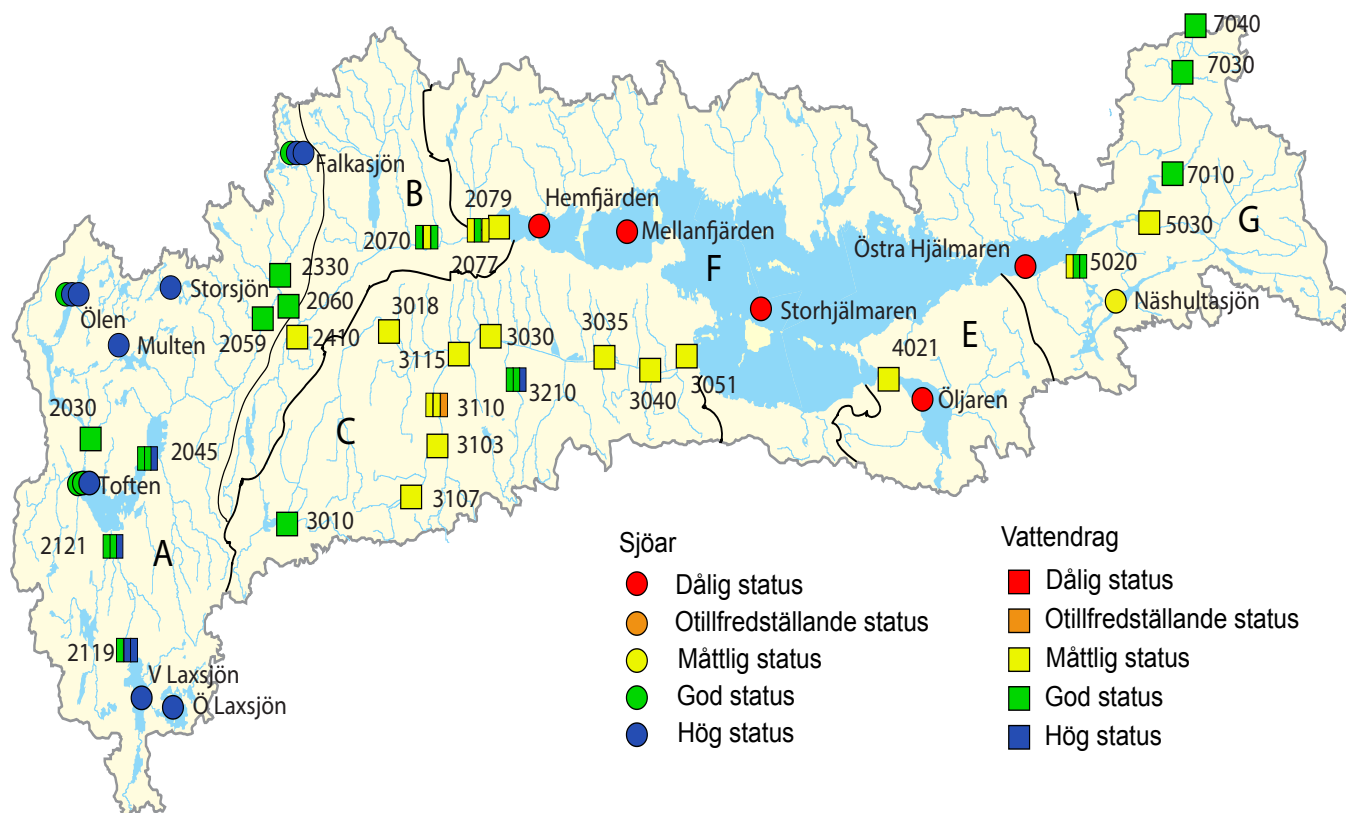 7040
7030
Falkasjön
7010
B
2079
Hemfjärden
G
5030
2070
Mellanfjärden
2077
Östra Hjälmaren
F
5020
2330
Storsjön
Ölen
2060
3018
Storhjälmaren
Näshultasjön
2059
2410
3030
3035
E
Multen
3115
3051
4021
3040
3210
Öljaren
3110
2030
C
3103
2045
Toften
3107
3010
2121
A
Sjöar
Vattendrag
Dålig status
Dålig status
Otillfredställande status
Otillfredställande status
Måttlig status
Måttlig status
2119
V Laxsjön
God status
God status
Ö Laxsjön
Hög status
Hög status